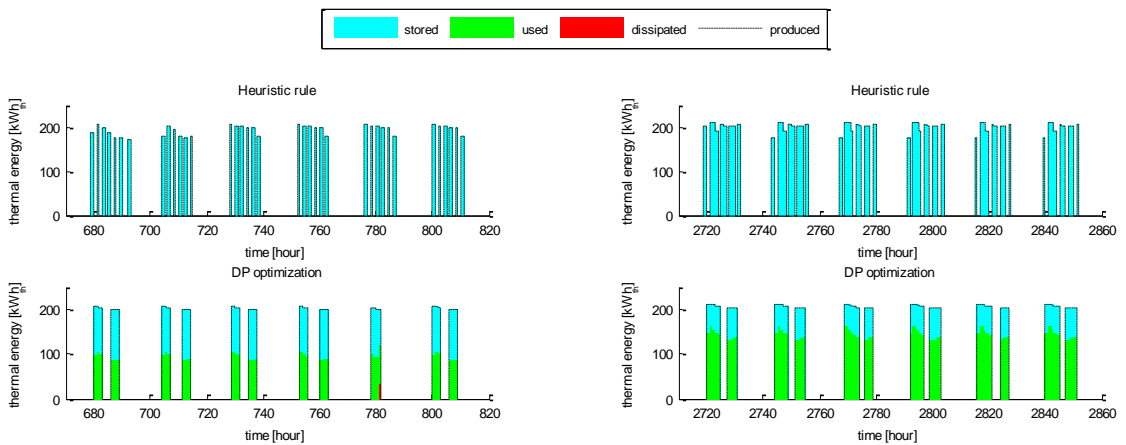 stored used dissipated produced
Heuristic rule
thermal energy [kWh]th
200
100
0
680 700 720 740 760 780 800 820
time [hour]
Heuristic rule
thermal energy [kWh]th
200
100
0
2720 2740 2760 2780 2800 2820 2840 2860
time [hour]
DP optimization
thermal energy [kWh]th
200
100
0
680 700 720 740 760 780 800 820
time [hour]
DP optimization
thermal energy [kWh]th
200
100
0
2720 2740 2760 2780 2800 2820 2840 2860
time [hour]